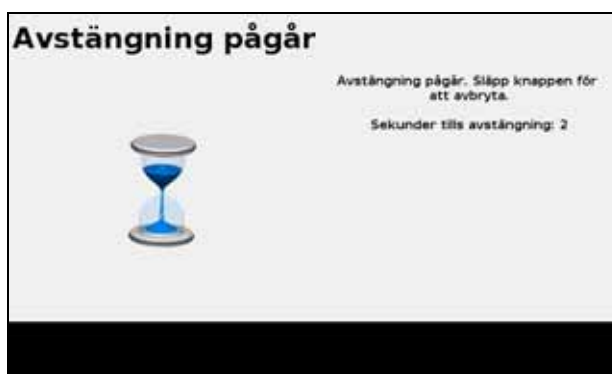 Avstängning pågår
Avstängning pågår. Släpp knappen för
att avbryta.
Sekunder tills avstängning: 2